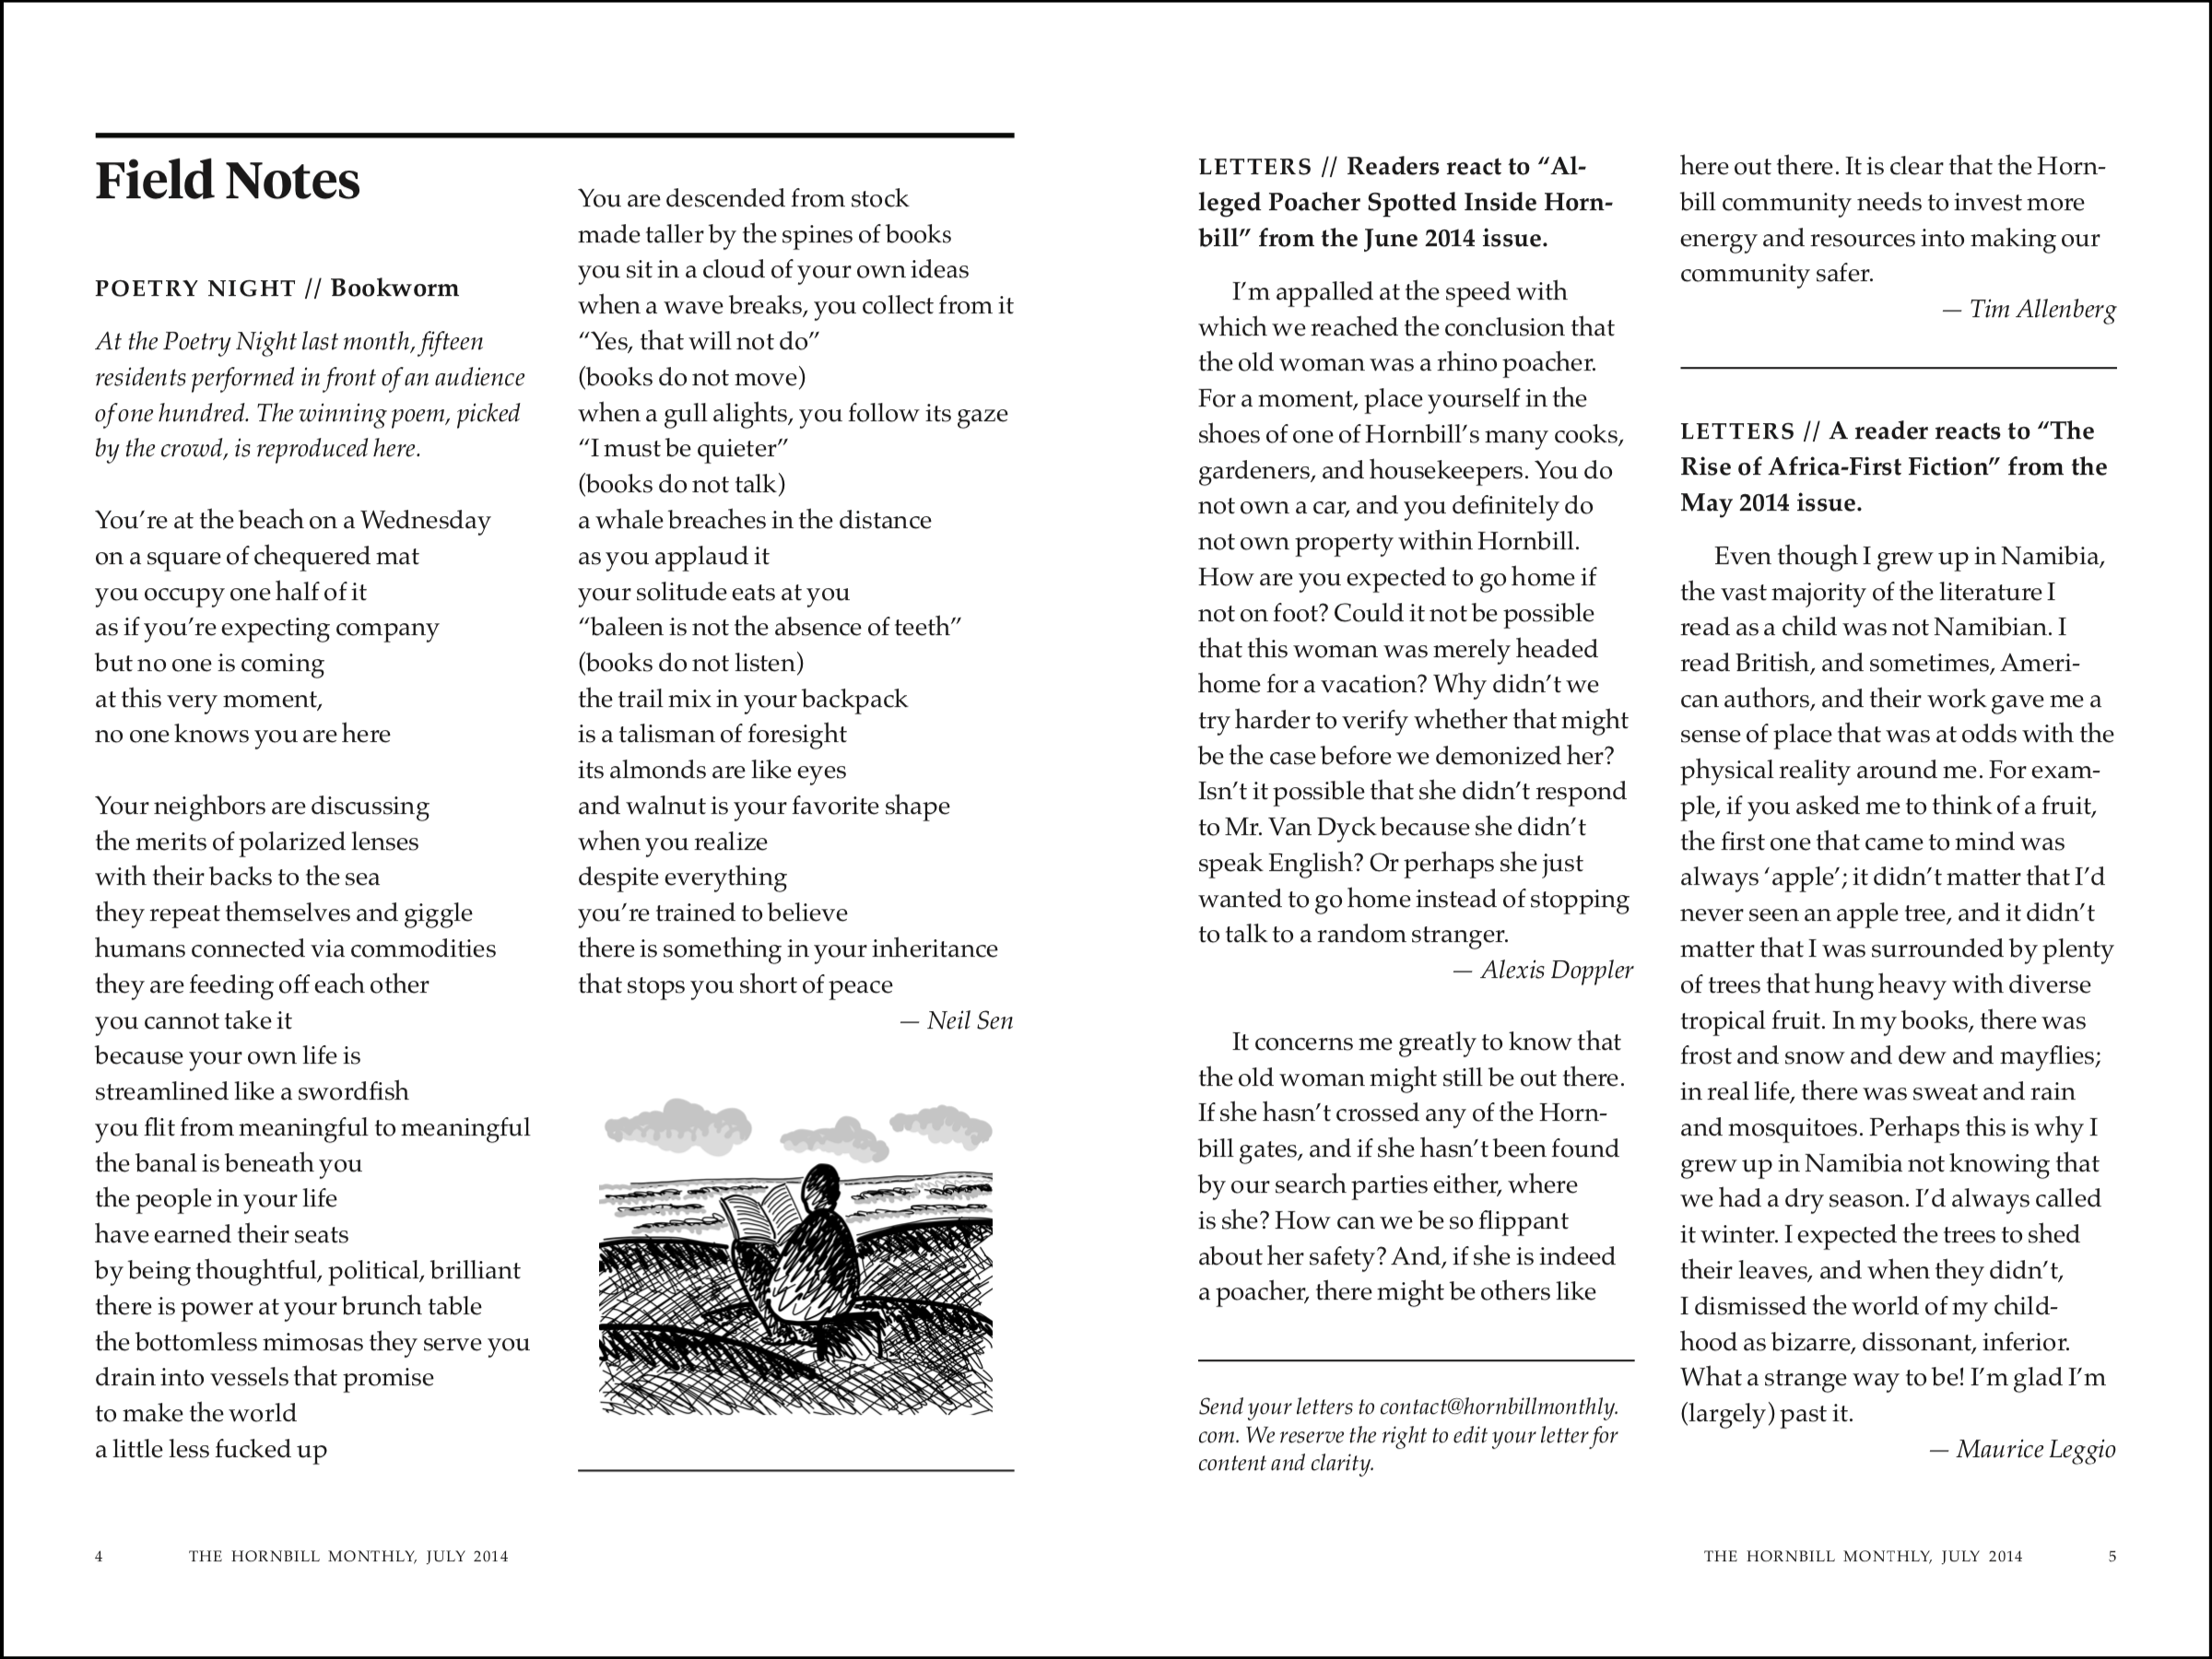 Field Notes
POETRY NIGHT // Bookworm
At the Poetry Night last month, fifteen
residents performed in front of an audience
of one hundred. The winning poem, picked
by the crowd, is reproduced here.
You’re at the beach on a Wednesday
on a square of chequered mat
you occupy one half of it
as if you’re expecting company
but no one is coming
at this very moment,
no one knows you are here
Your neighbors are discussing
the merits of polarized lenses
with their backs to the sea
they repeat themselves and giggle
humans connected via commodities
they are feeding off each other
you cannot take it
because your own life is
streamlined like a swordfish
you flit from meaningful to meaningful
the banal is beneath you
the people in your life
have earned their seats
by being thoughtful, political, brilliant
there is power at your brunch table
the bottomless mimosas they serve you
drain into vessels that promise
to make the world
a little less fucked up
You are descended from stock
made taller by the spines of books
you sit in a cloud of your own ideas
when a wave breaks, you collect from it
“Yes, that will not do”
(books do not move)
when a gull alights, you follow its gaze
“I must be quieter”
(books do not talk)
a whale breaches in the distance
as you applaud it
your solitude eats at you
“baleen is not the absence of teeth”
(books do not listen)
the trail mix in your backpack
is a talisman of foresight
its almonds are like eyes
and walnut is your favorite shape
when you realize
despite everything
you’re trained to believe
there is something in your inheritance
that stops you short of peace
— Neil Sen
4 THE HORNBILL MONTHLY, JULY 2014
LETTERS // Readers react to “Al-
leged Poacher Spotted Inside Horn-
bill” from the June 2014 issue.
I’m appalled at the speed with
which we reached the conclusion that
the old woman was a rhino poacher.
For a moment, place yourself in the
shoes of one of Hornbill’s many cooks,
gardeners, and housekeepers. You do
not own a car, and you definitely do
not own property within Hornbill.
How are you expected to go home if
not on foot? Could it not be possible
that this woman was merely headed
home for a vacation? Why didn’t we
try harder to verify whether that might
be the case before we demonized her?
Isn’t it possible that she didn’t respond
to Mr. Van Dyck because she didn’t
speak English? Or perhaps she just
wanted to go home instead of stopping
to talk to a random stranger.
— Alexis Doppler
It concerns me greatly to know that
the old woman might still be out there.
If she hasn’t crossed any of the Horn-
bill gates, and if she hasn’t been found
by our search parties either, where
is she? How can we be so flippant
about her safety? And, if she is indeed
a poacher, there might be others like
Send your letters to contact@hornbillmonthly.
com. We reserve the right to edit your letter for
content and clarity.
here out there. It is clear that the Horn-
bill community needs to invest more
energy and resources into making our
community safer.
— Tim Allenberg
LETTERS // A reader reacts to “The
Rise of Africa-First Fiction” from the
May 2014 issue.
Even though I grew up in Namibia,
the vast majority of the literature I
read as a child was not Namibian. I
read British, and sometimes, Ameri-
can authors, and their work gave me a
sense of place that was at odds with the
physical reality around me. For exam-
ple, if you asked me to think of a fruit,
the first one that came to mind was
always ‘apple’; it didn’t matter that I’d
never seen an apple tree, and it didn’t
matter that I was surrounded by plenty
of trees that hung heavy with diverse
tropical fruit. In my books, there was
frost and snow and dew and mayflies;
in real life, there was sweat and rain
and mosquitoes. Perhaps this is why I
grew up in Namibia not knowing that
we had a dry season. I’d always called
it winter. I expected the trees to shed
their leaves, and when they didn’t,
I dismissed the world of my child-
hood as bizarre, dissonant, inferior.
What a strange way to be! I’m glad I’m
(largely) past it.
— Maurice Leggio
THE HORNBILL MONTHLY, JULY 2014 5